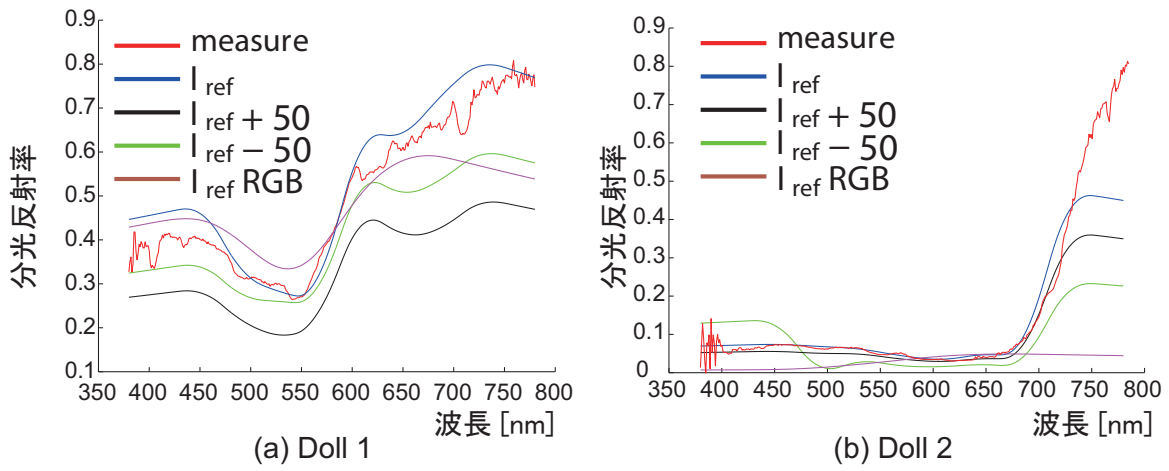 0.9
0.8
0.7
0.6
0.5
0.4
0.3
0.2
0.1
350 400 450 500 550 600 650 700 750 800
分光反射率
波長 [nm]
measure
I ref
I ref + 50
I ref − 50
I ref RGB
(a) Doll 1
0.9
0.8
0.7
0.6
0.5
0.4
0.3
0.2
0.1
0
350 400 450 500 550 600 650 700 750 800
分光反射率
波長 [nm]
measure
I ref
I ref + 50
I ref − 50
I ref RGB
(b) Doll 2